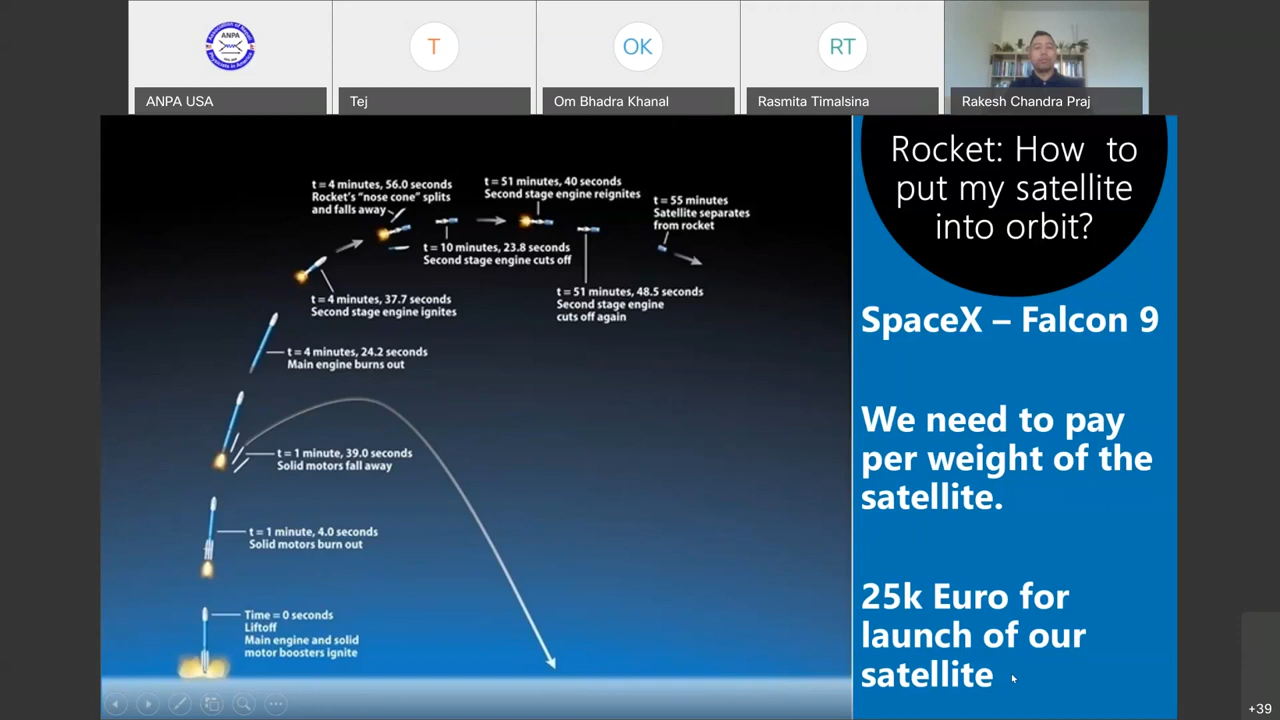 ANPA
T
OK
RT
ANPA USA
Tej
Om Bhadra Khanal
Rasmita Timalsina
Rakesh Chandra Praj
Rocket: How to
put my satellite
into orbit?
SpaceX – Falcon 9
We need to pay
per weight of the
satellite.
25k Euro for
launch of our
satellite
t = 4 minutes, 56.0 seconds
Rocket's "nose cone" splits
and falls away
t = 51 minutes, 40 seconds
Second stage engine reignites
t = 55 minutes
Satellite separates
from rocket
t = 10 minutes, 23.8 seconds
Second stage engine cuts off
t = 4 minutes, 37.7 seconds
Second stage engine ignites
t = 51 minutes, 48.5 seconds
Second stage engine
cuts off again
t = 4 minutes, 24.2 seconds
Main engine burns out
t = 1 minute, 39.0 seconds
Solid motors fall away
t = 1 minute, 4.0 seconds
Solid motors burn out
Time = 0 seconds
Liftoff
Main engine and solid
motor boosters ignite
+39